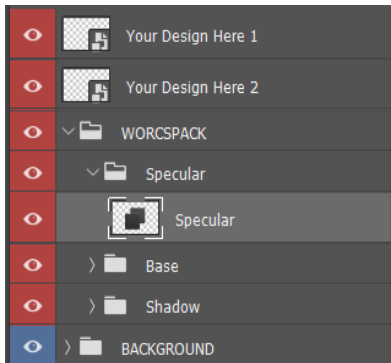 Your Design Here 1
Your Design Here 2
WORCSPACK
Specular
Specular
Base
Shadow
BACKGROUND